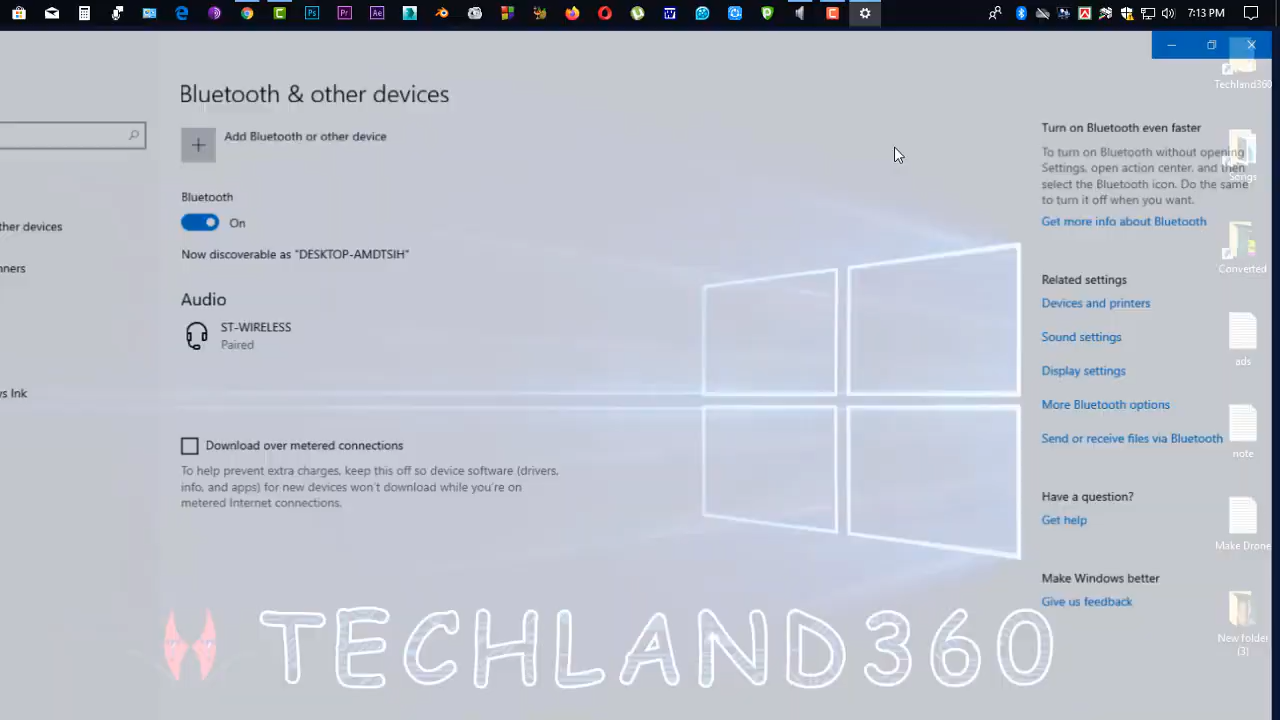 7:13 PM
Bluetooth & other devices
Add Bluetooth or other device
Bluetooth
On
Now discoverable as "DESKTOP-AMDTSIH"
Audio
ST-WIRELESS
Paired
Download over metered connections
To help prevent extra charges, keep this off so device software (drivers,
info, and apps) for new devices won't download while you're on
metered Internet connections.
ther devices
nners
ws Ink
Turn on Bluetooth even faster
To turn on Bluetooth without opening
Settings, open action center, and then
select the Bluetooth icon. Do the same
to turn it off when you want.
Get more info about Bluetooth
Related settings
Devices and printers
Sound settings
Display settings
More Bluetooth options
Send or receive files via Bluetooth
Have a question?
Get help
Make Windows better
Give us feedback
Techland360
Songs
Converted
ads
note
Make Drone
New folder
(3)
TECHLAND360